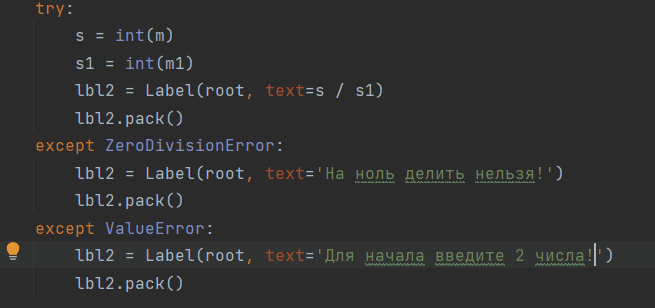 try:
s = int(m)
s1 = int(m1)
lbl2 = Label(root, text=s / s1)
lbl2.pack()
except ZeroDivisionError:
lbl2 = Label(root, text='На ноль делить нельзя!')
lbl2.pack()
except ValueError:
lbl2 = Label(root, text='Для начала введите 2 числа!')
lbl2.pack()